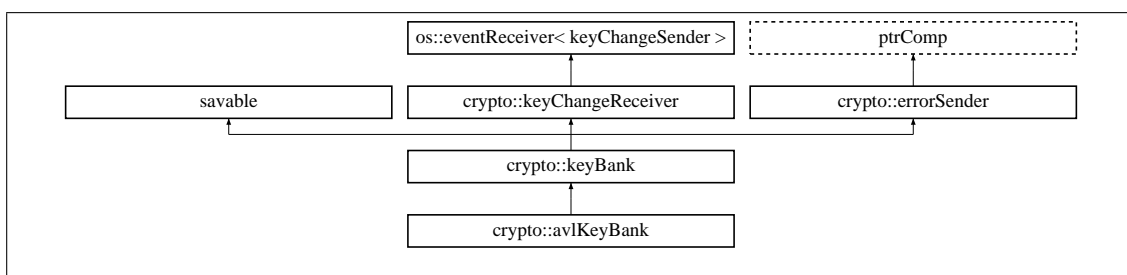 os::eventReceiver< keyChangeSender >
ptrComp
savable
crypto::keyChangeReceiver
crypto::errorSender
crypto::keyBank
crypto::avlKeyBank